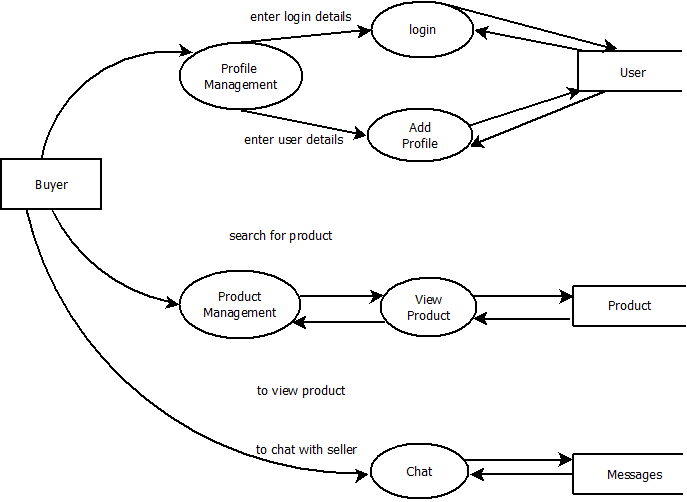 enter login details
login
Profile
Management
User
enter user details
Add
Profile
Buyer
search for product
Product
Management
View
Product
Product
to view product
to chat with seller
Chat
Messages